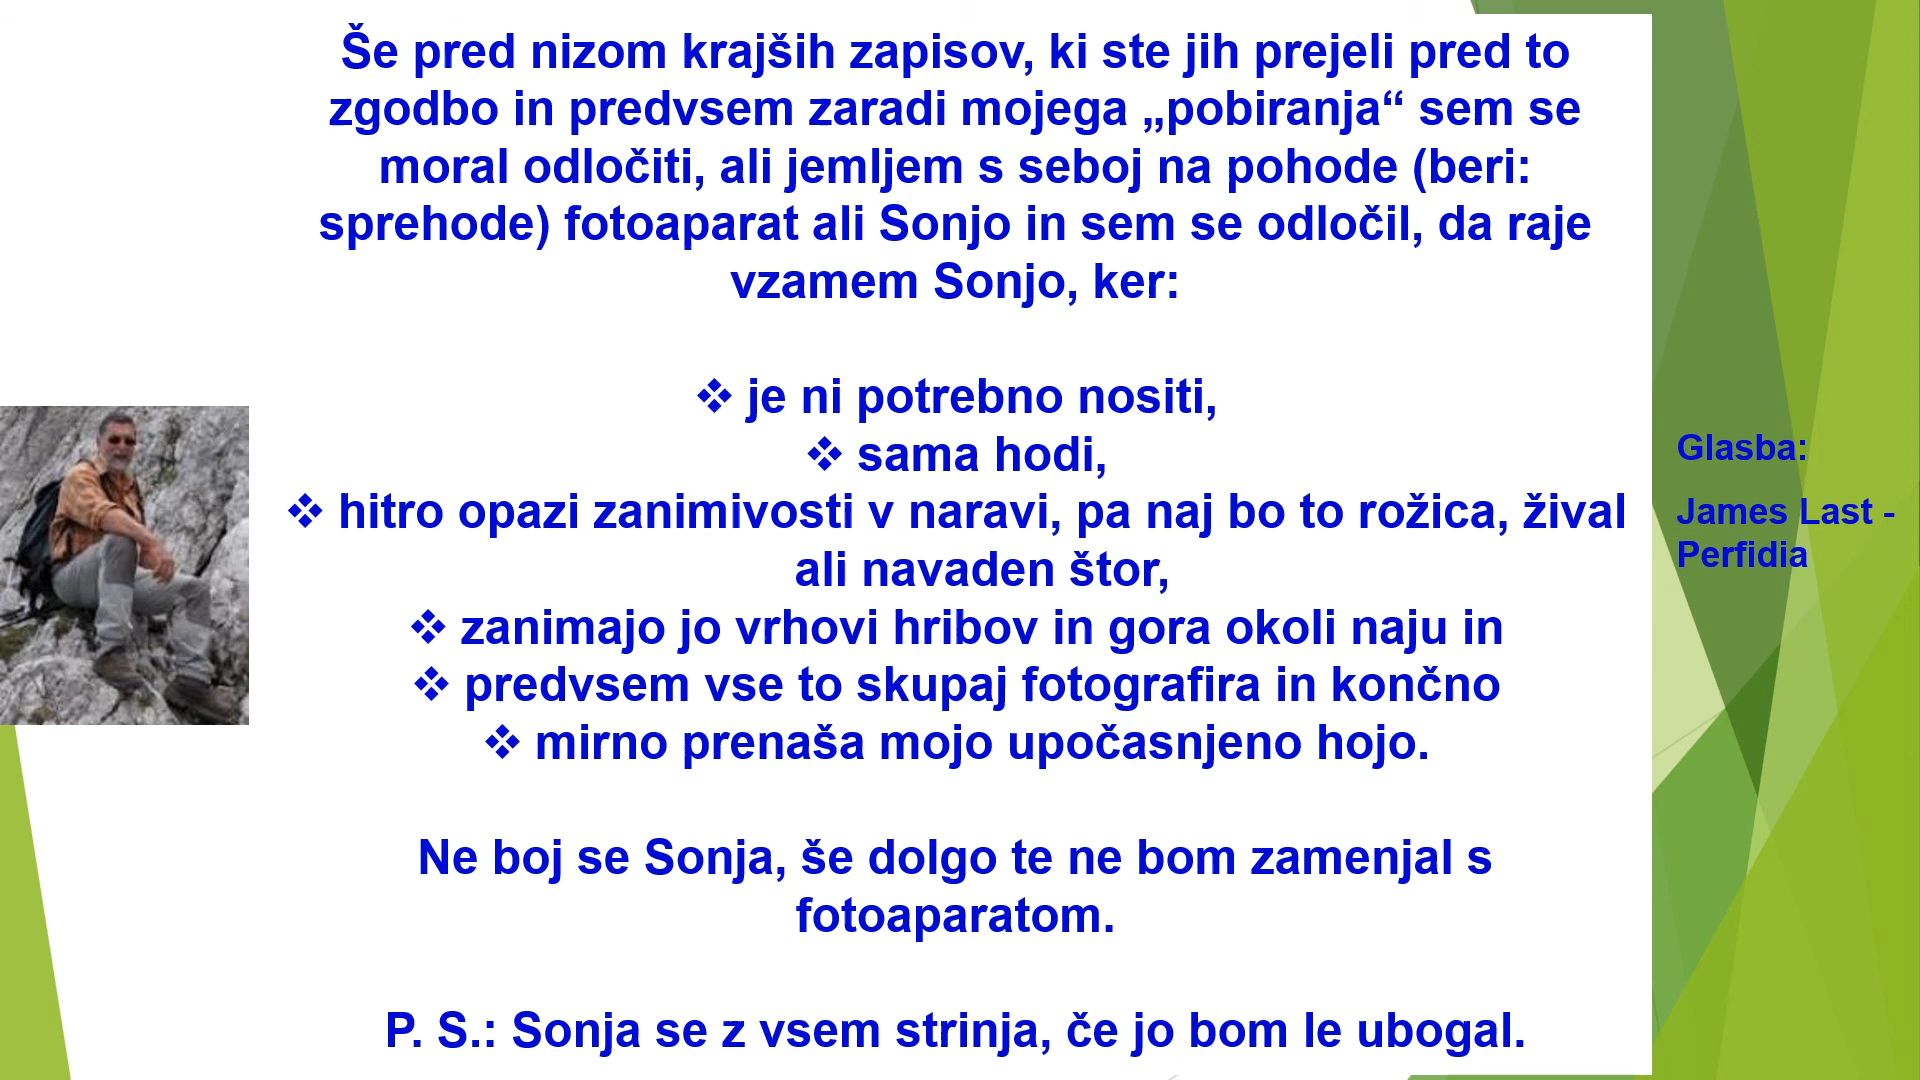 Še pred nizom krajših zapisov, ki ste jih prejeli pred to
zgodbo in predvsem zaradi mojega „pobiranja“ sem se
moral odločiti, ali jemljem s seboj na pohode (beri:
sprehode) fotoaparat ali Sonjo in sem se odločil, da raje
vzamem Sonjo, ker:
❖ je ni potrebno nositi,
❖ sama hodi,
❖ hitro opazi zanimivosti v naravi, pa naj bo to rožica, žival
ali navaden štor,
❖ zanimajo jo vrhovi hribov in gora okoli naju in
❖ predvsem vse to skupaj fotografira in končno
❖ mirno prenaša mojo upočasnjeno hojo.
Ne boj se Sonja, še dolgo te ne bom zamenjal s
fotoaparatom.
P. S.: Sonja se z vsem strinja, če jo bom le ubogal.
Glasba:
James Last -
Perfidia